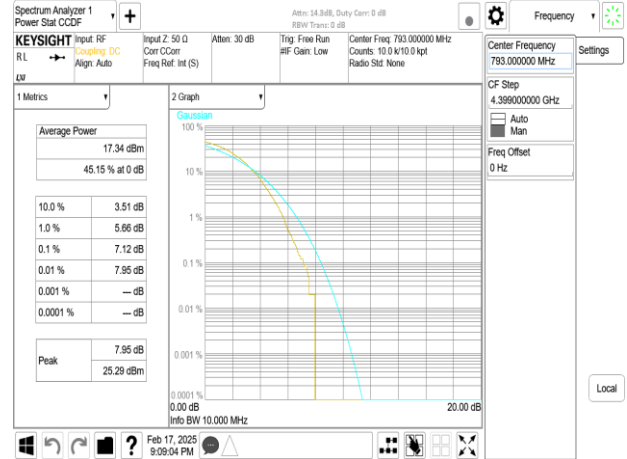 Spectrum Analyzer 1
Power Stat CCDF
Attn: 14.8dB, Duty Corr: 0 dB
RBW Trans: 0 dB
Frequency
KEYSIGHT
RL
LXI
Input: RF
Coupling: DC
Align: Auto
Input Z: 50 Ω
Corr CCorr
Freq Ref: Int (S)
Atten: 30 dB
Trig: Free Run
#IF Gain: Low
Center Freq: 793.000000 MHz
Counts: 10.0 k/10.0 kpt
Radio Std: None
Center Frequency
793.000000 MHz
Settings
CF Step
4.399000000 GHz
Auto
Man
Freq Offset
0 Hz
1 Metrics
Average Power
17.34 dBm
45.15 % at 0 dB
10.0 % 3.51 dB
1.0 % 5.66 dB
0.1 % 7.12 dB
0.01 % 7.95 dB
0.001 % --- dB
0.0001 % --- dB
Peak
7.95 dB
25.29 dBm
2 Graph
Gaussian
100 %
10 %
1 %
0.1 %
0.01 %
0.001 %
0.0001 %
0.00 dB 20.00 dB
Info BW 10.000 MHz
Local
Feb 17, 2025
9:09:04 PM